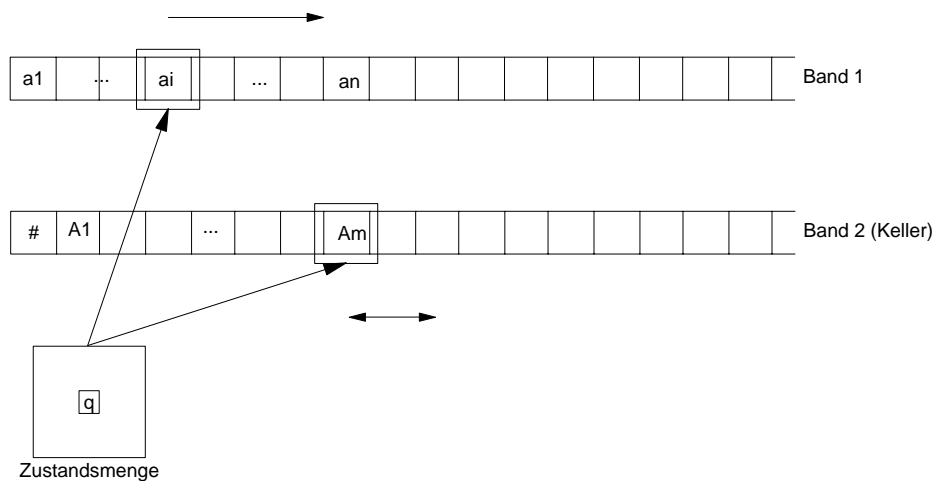 a1 ... ai ... an Band 1
# A1 ... Am Band 2 (Keller)
q
Zustandsmenge